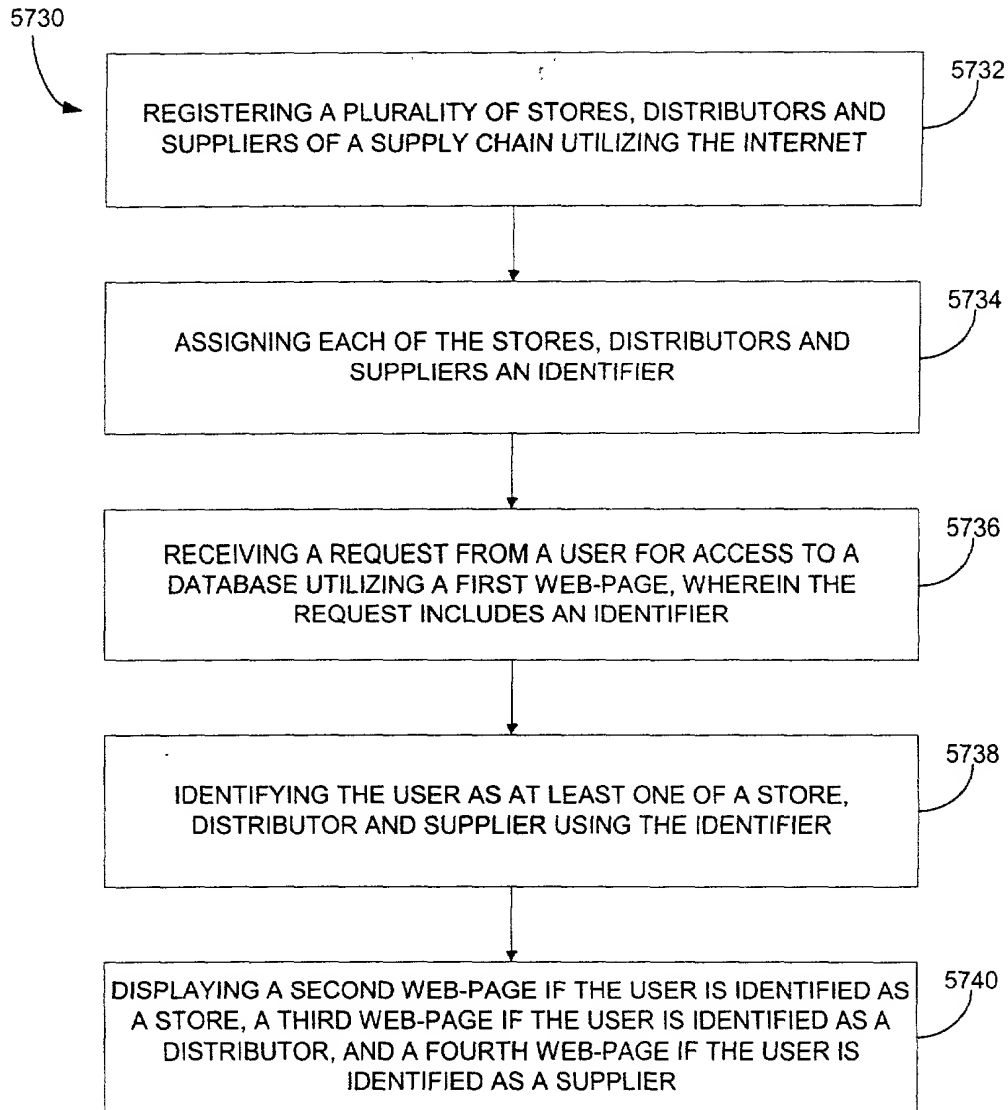 5730
5732
REGISTERING A PLURALITY OF STORES, DISTRIBUTORS AND
SUPPLIERS OF A SUPPLY CHAIN UTILIZING THE INTERNET
5734
ASSIGNING EACH OF THE STORES, DISTRIBUTORS AND
SUPPLIERS AN IDENTIFIER
5736
RECEIVING A REQUEST FROM A USER FOR ACCESS TO A
DATABASE UTILIZING A FIRST WEB-PAGE, WHEREIN THE
REQUEST INCLUDES AN IDENTIFIER
5738
IDENTIFYING THE USER AS AT LEAST ONE OF A STORE,
DISTRIBUTOR AND SUPPLIER USING THE IDENTIFIER
5740
DISPLAYING A SECOND WEB-PAGE IF THE USER IS IDENTIFIED AS
A STORE, A THIRD WEB-PAGE IF THE USER IS IDENTIFIED AS A
DISTRIBUTOR, AND A FOURTH WEB-PAGE IF THE USER IS
IDENTIFIED AS A SUPPLIER